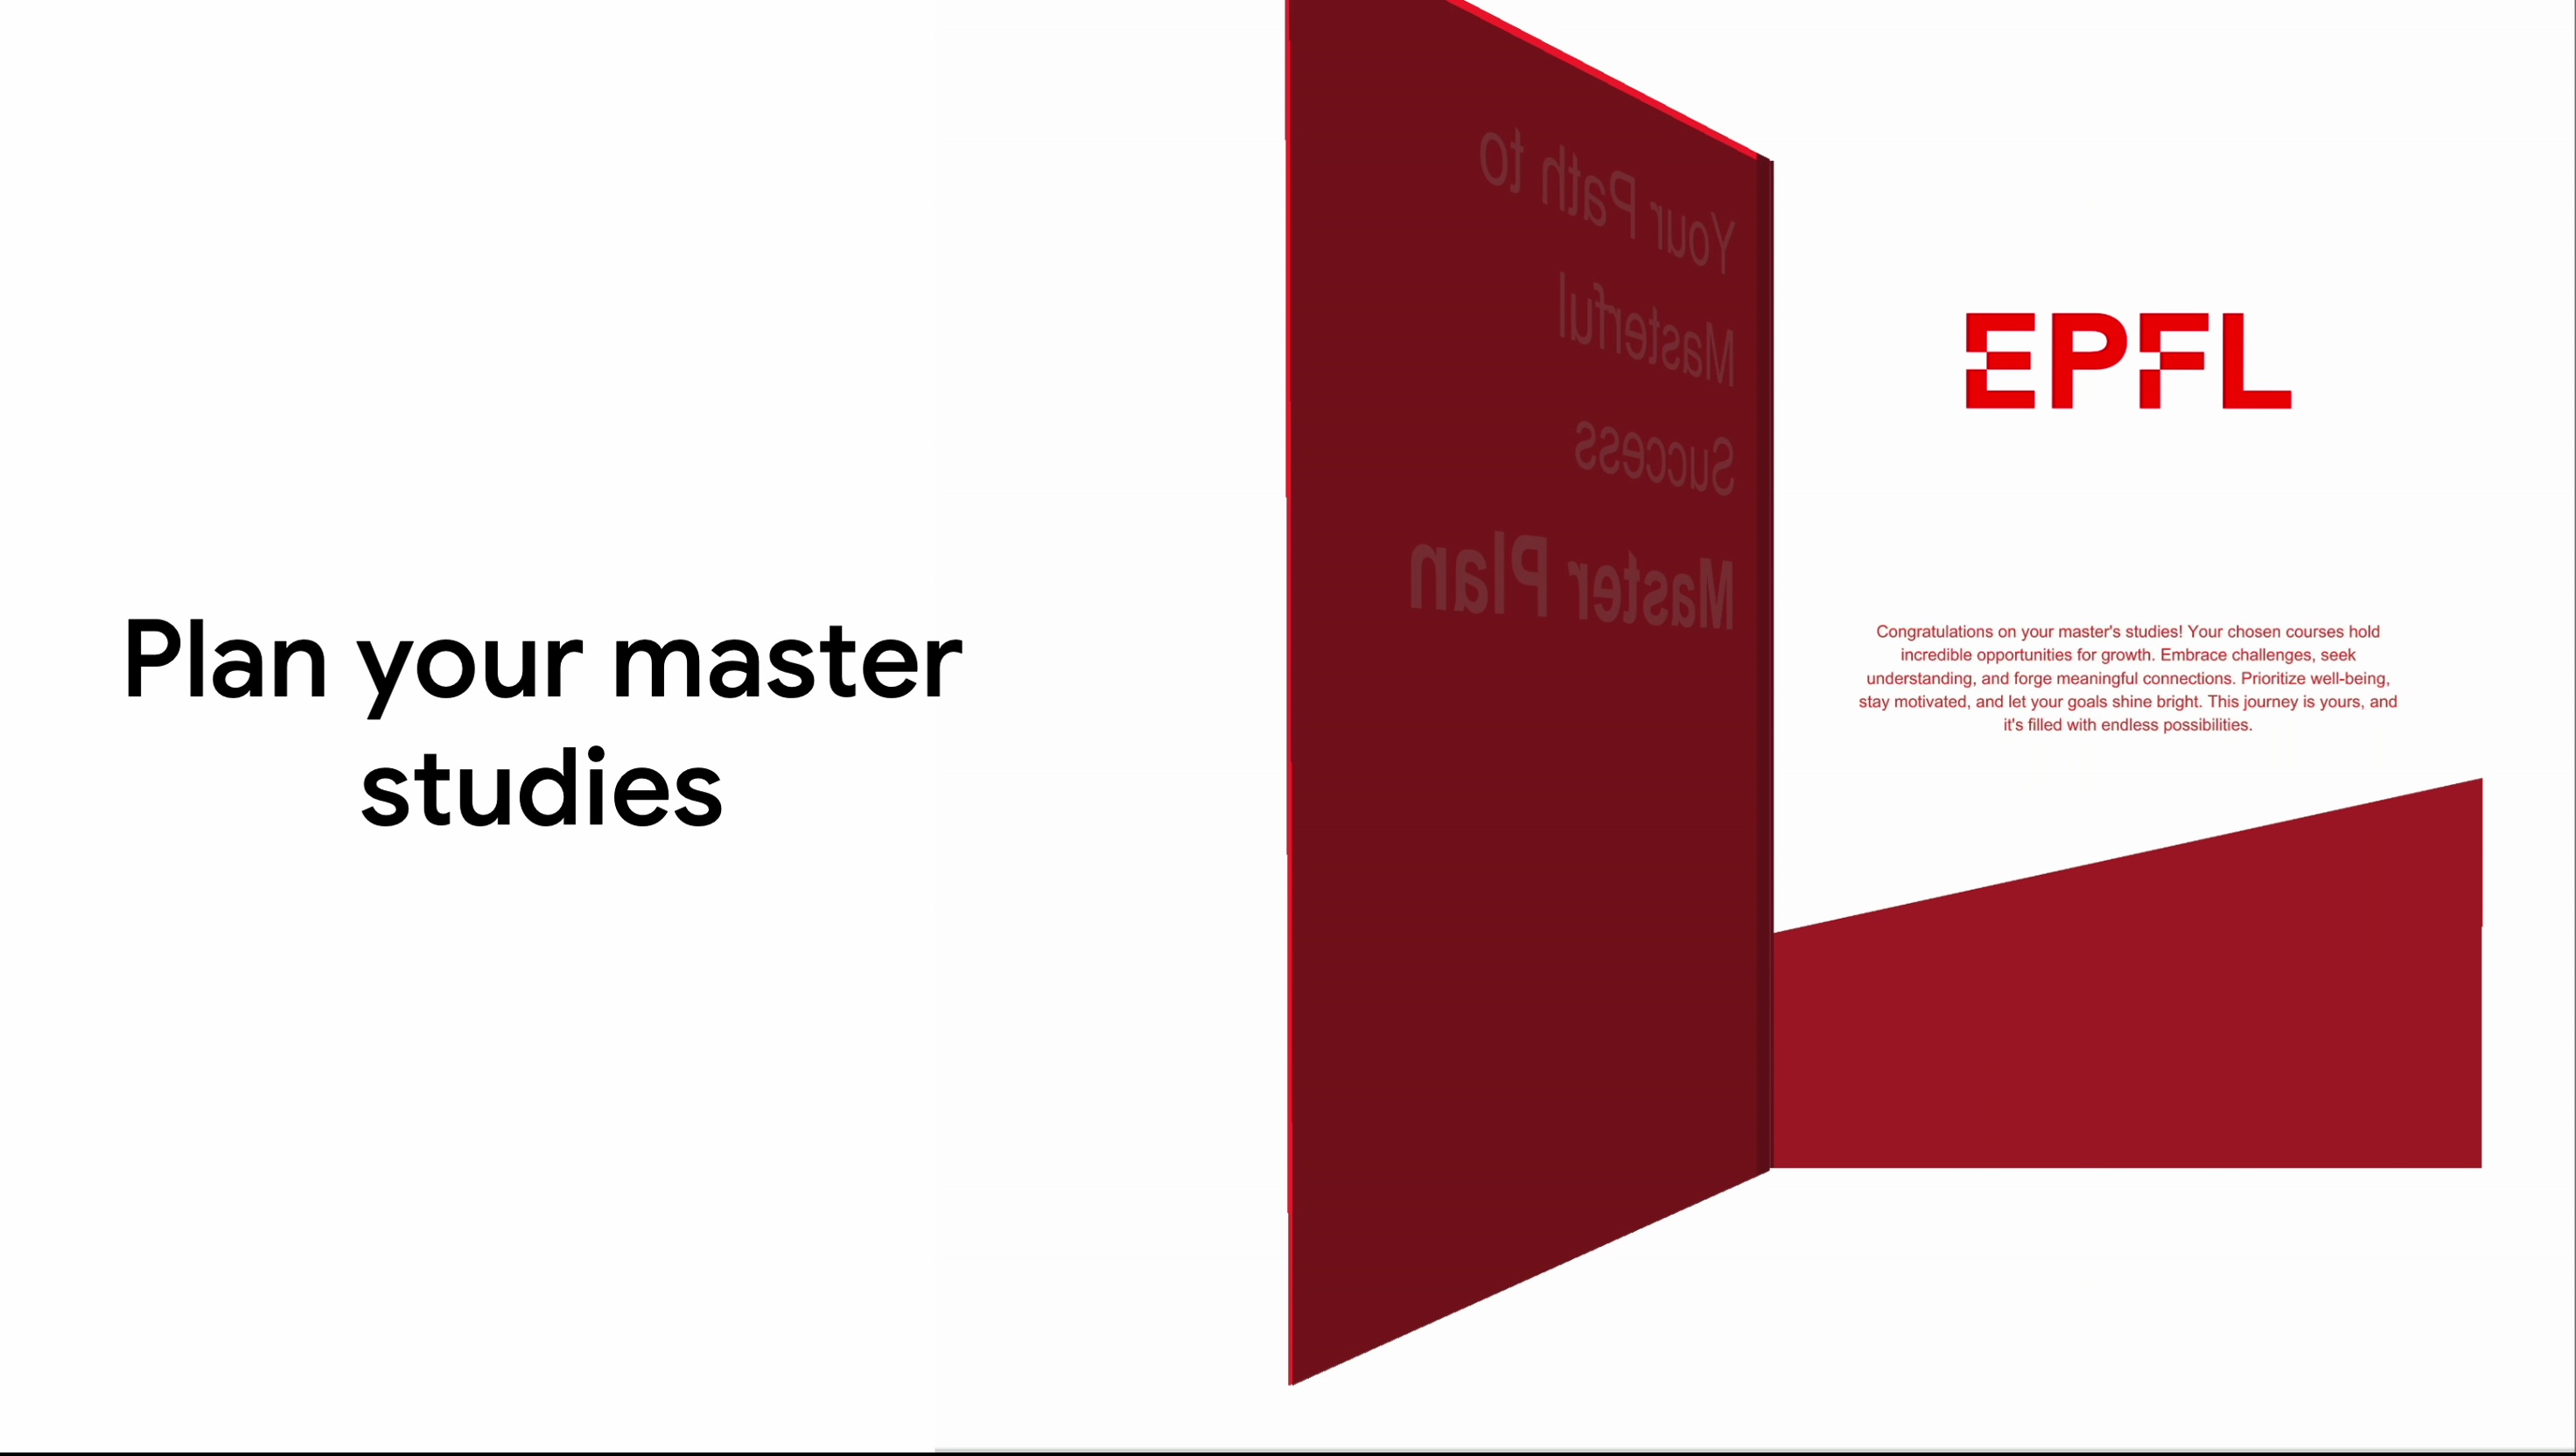 Plan your master
studies
Your Path to
Masterful
Success
Master Plan
EPFL
Congratulations on your master's studies! Your chosen courses hold
incredible opportunities for growth. Embrace challenges, seek
understanding, and forge meaningful connections. Prioritize well-being,
stay motivated, and let your goals shine bright. This journey is yours, and
it's filled with endless possibilities.